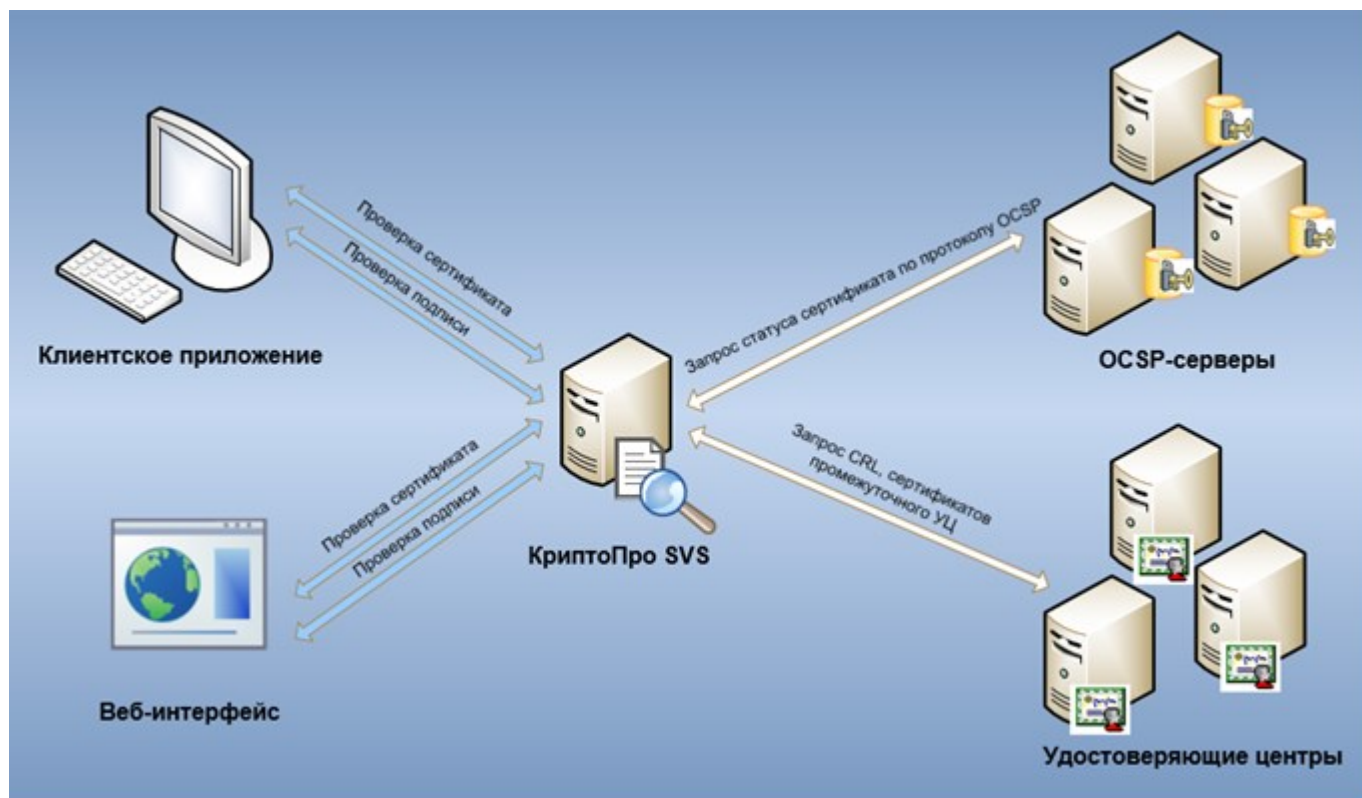 Проверка сертификата
Проверка подписи
Клиентское приложение
Запрос статуса сертификата по протоколу OCSP
OCSP-серверы
КриптоПро SVS
Проверка сертификата
Проверка подписи
Веб-интерфейс
Запрос CRL, сертификатов
промежуточного УЦ
Удостоверяющие центры